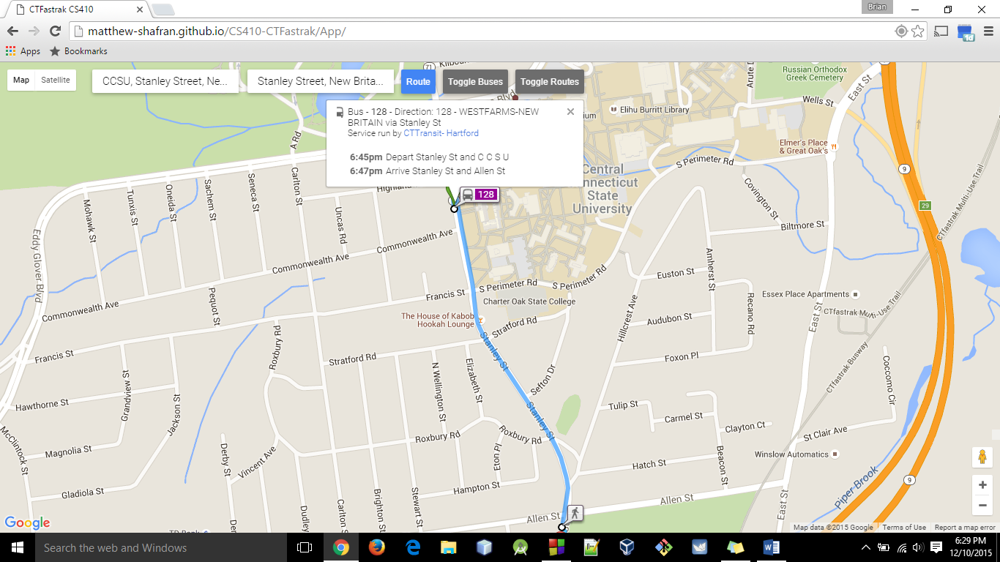 CTFastrak CS410
Brian
matthew-shafran.github.io/CS410-CTFastrak/App/
1d
Apps
Bookmarks
Map
Satellite
CCSU, Stanley Street, Ne...
Stanley Street, New Brita...
Route
Toggle Buses
Toggle Routes
Bus - 128 - Direction: 128 - WESTFARMS-NEW
BRITAIN via Stanley St
Service run by CTTransit- Hartford
6:45pm Depart Stanley St and C C S U
6:47pm Arrive Stanley St and Allen St
128
71
Russian Orthodox
Greek Cemetery
East St
Wells St
Elihu Burritt Library
Elmer's Place
& Great Oak's
S Perimeter Rd
9
Central
Connecticut
State
University
A Rd
Carlton St
Seneca St
Sachem St
Oneida St
Tunxis St
Mohawk St
Uncas Rd
Covington St
29
CTfastrak Multi-Use Trail
Biltmore St
Eddy Glover Blvd
Commonwealth Ave
Commonwealth Ave
Commonwealth Ave
Amherst St
Euston St
S Perimeter Rd
S Perimeter Rd
Francis St
Charter Oak State College
Essex Place Apartments
Pequot St
Recano Rd
Hillcrest Ave
Audubon St
East St
CTfastrak Multi-Use Trail
The House of Kabob
Hookah Lounge
Stratford Rd
Stanley St
Roxbury Rd
Francis St
Stratford Rd
Foxon Pl
N Wellington St
Elizabeth St
Sefton Dr
CTfastrak Busway
Coccomo Cir
Grandview St
Hawthorne St
Jackson St
Stanley St
Tulip St
Carmel St
Clayton Ct
St Clair Ave
McClintock St
Magnolia St
Derby St
Vincent Ave
Roxbury Rd
Roxbury Rd
Eton Pl
Beacon St
Winslow Automatics
Hatch St
Gladiola St
Hampton St
Piper Brook
9
Dudley
Carlton St
Brighton St
Stewart St
Allen St
Allen St
East St
Google
Map data ©2015 Google
Terms of Use
Report a map error
Search the web and Windows
6:29 PM
12/10/2015